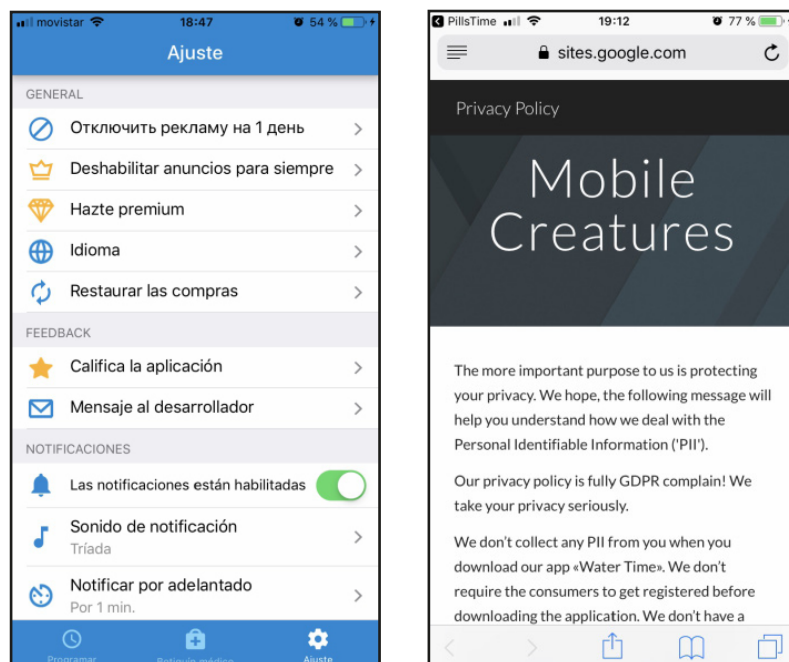 movistar 18:47 54 %
Ajuste
GENERAL
Отключить рекламу на 1 день
Deshabilitar anuncios para siempre
Hazte premium
Idioma
Restaurar las compras
FEEDBACK
Califica la aplicación
Mensaje al desarrollador
NOTIFICACIONES
Las notificaciones están habilitadas
Sonido de notificación
Tríada
Notificar por adelantado
Por 1 min.
Programar Botiquín médico Ajuste
PillsTime 19:12 77 %
sites.google.com
Privacy Policy
Mobile
Creatures
The more important purpose to us is protecting
your privacy. We hope, the following message will
help you understand how we deal with the
Personal Identifiable Information ('PII').
Our privacy policy is fully GDPR complain! We
take your privacy seriously.
We don't collect any PII from you when you
download our app «Water Time». We don't
require the consumers to get registered before
downloading the application. We don't have a